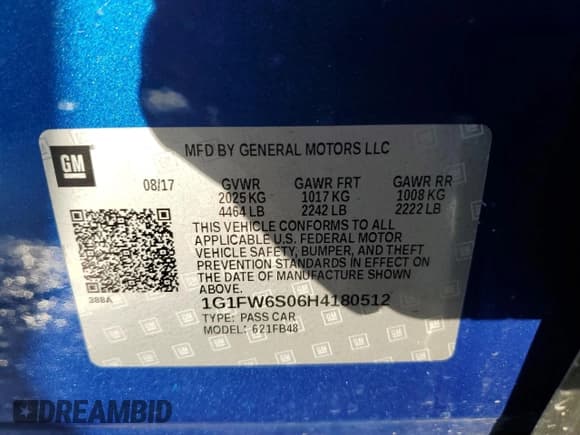 MFD BY GENERAL MOTORS LLC
GM
08/17 GVWR GAWR FRT GAWR RR
2025 KG 1017 KG 1008 KG
4464 LB 2242 LB 2222 LB
THIS VEHICLE CONFORMS TO ALL
APPLICABLE U.S. FEDERAL MOTOR
VEHICLE SAFETY, BUMPER, AND THEFT
PREVENTION STANDARDS IN EFFECT ON
THE DATE OF MANUFACTURE SHOWN
ABOVE.
388A 1G1FW6S06H4180512
TYPE: PASS CAR
MODEL: 621FB48
DREAMBID